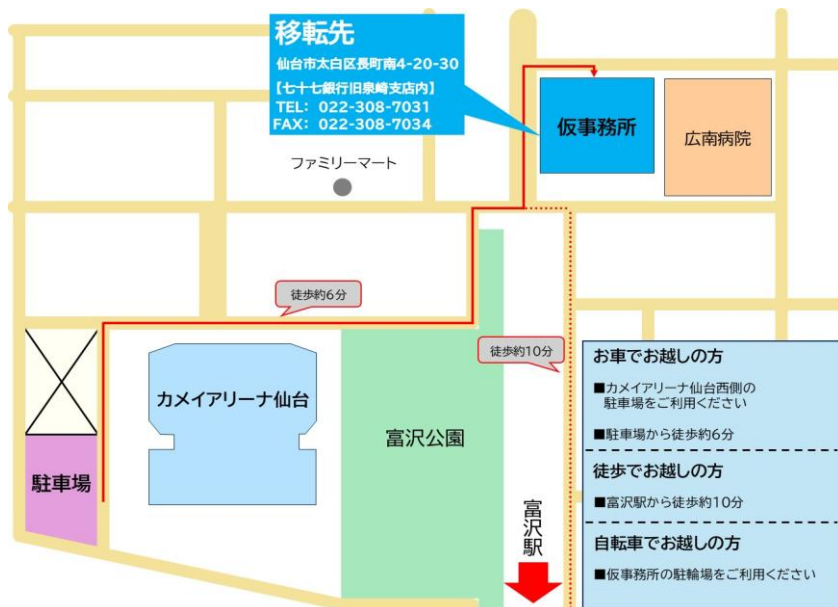 移転先
仙台市太白区長町南4-20-30
【七十七銀行旧泉崎支店内】
TEL： 022-308-7031
FAX： 022-308-7034
仮事務所
広南病院
ファミリーマート
徒歩約6分
徒歩約10分
カメイアリーナ仙台
富沢公園
駐車場
富沢駅
お車でお越しの方
■カメイアリーナ仙台西側の
駐車場をご利用ください
■駐車場から徒歩約6分
徒歩でお越しの方
■富沢駅から徒歩約10分
自転車でお越しの方
■仮事務所の駐輪場をご利用ください